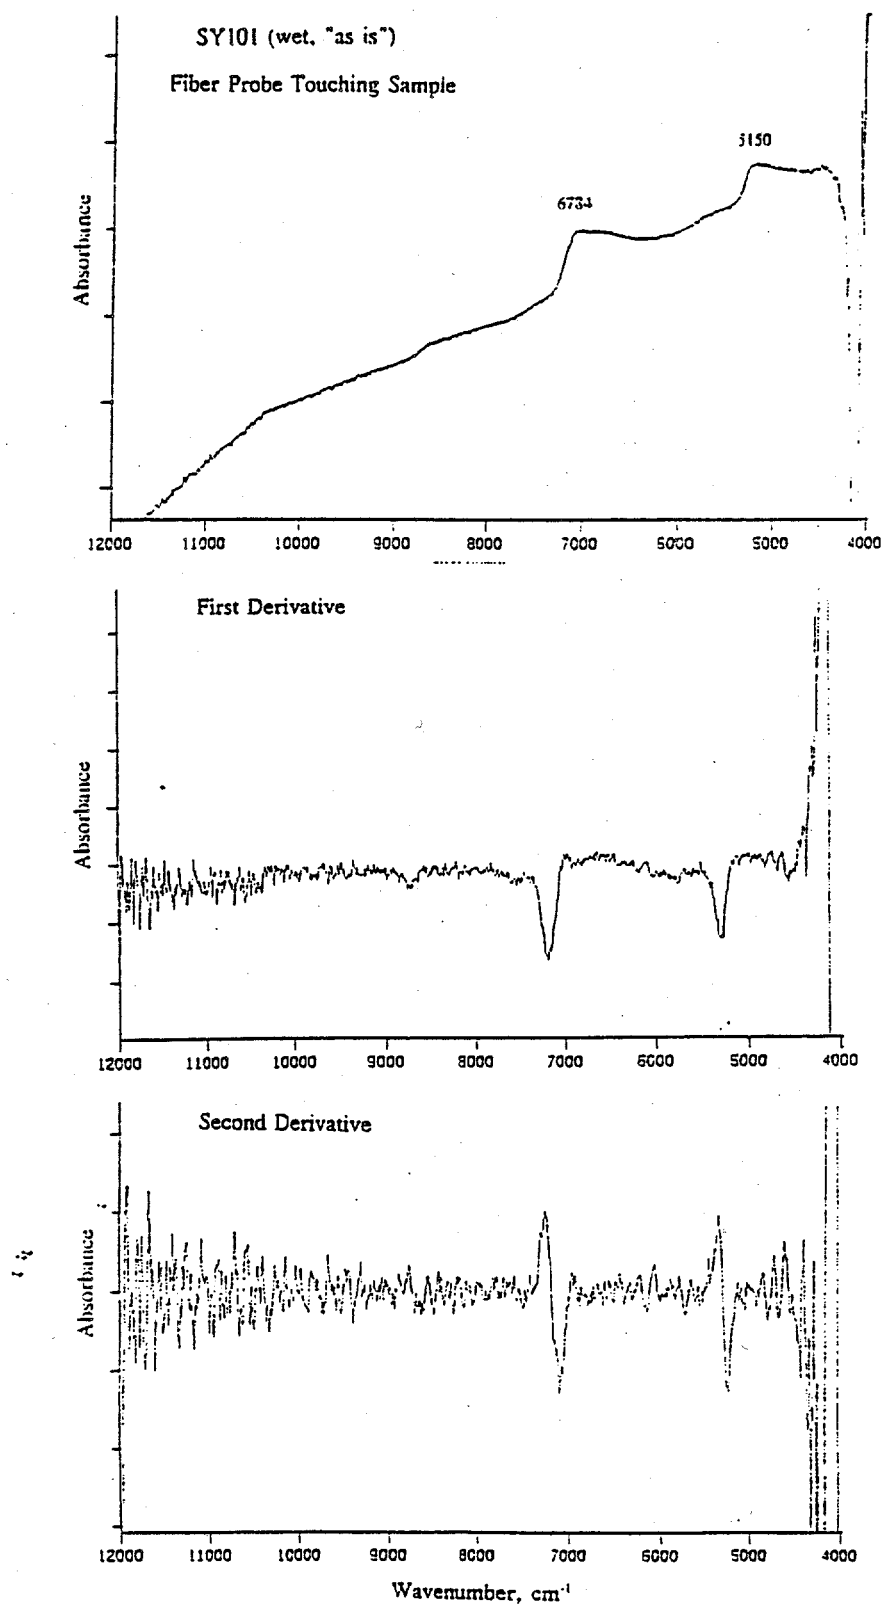 SY101 (wet, "as is")
Fiber Probe Touching Sample
5150
6734
Absorbance
12000 11000 10000 9000 8000 7000 6000 5000 4000
First Derivative
Absorbance
12000 11000 10000 9000 8000 7000 6000 5000 4000
Second Derivative
Absorbance
12000 11000 10000 9000 8000 7000 6000 5000 4000
Wavenumber, cm⁻¹